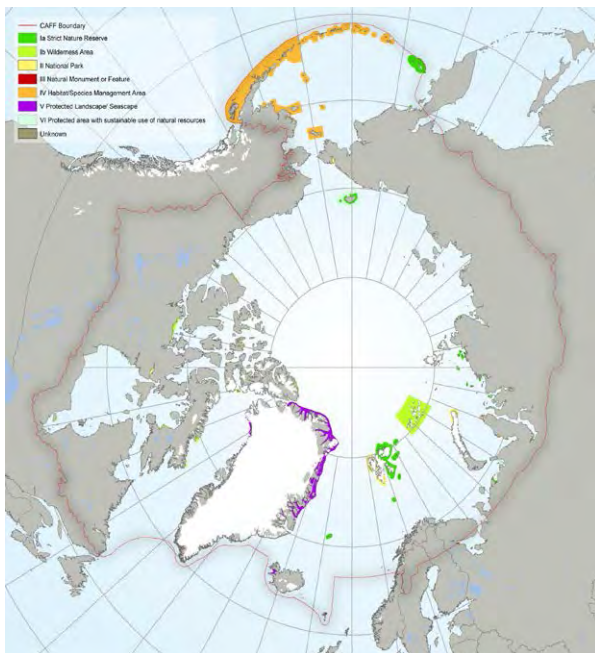 CAFF Boundary
Ia Strict Nature Reserve
Ib Wilderness Area
II National Park
III Natural Monument or Feature
IV Habitat/Species Management Area
V Protected Landscape/ Seascape
VI Protected area with sustainable use of natural resources
Unknown